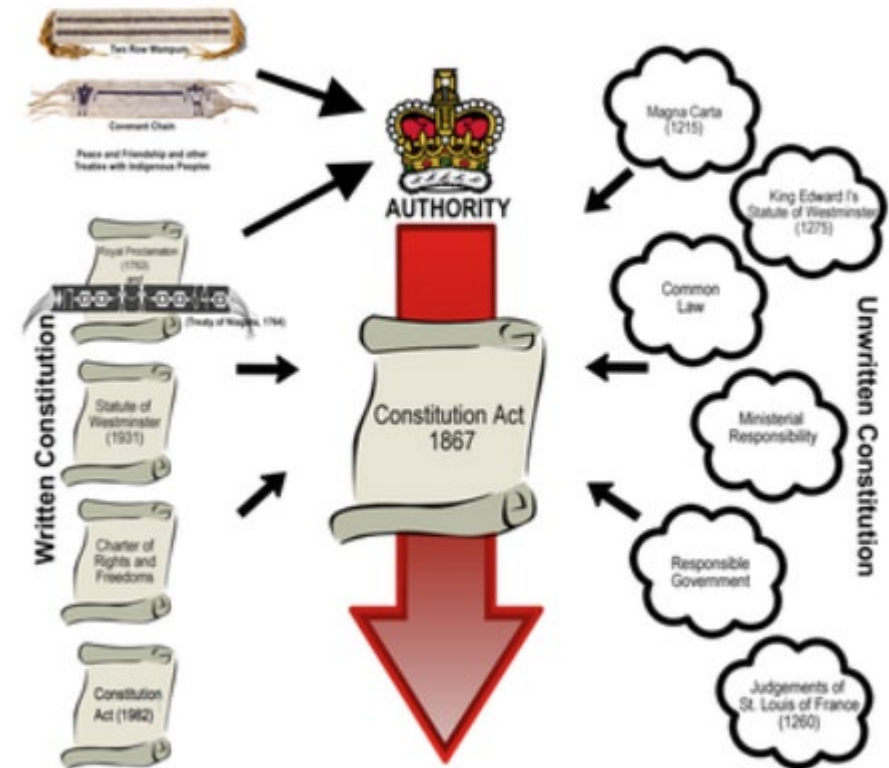 Two Row Wampum
Covenant Chain
Peace and Friendship and other
Treaties with Indigenous Peoples
Royal Proclamation
(1763)
and
(Treaty of Niagara, 1764)
Written Constitution
Statute of
Westminster
(1931)
Charter of
Rights and
Freedoms
Constitution
Act (1982)
AUTHORITY
Constitution Act
1867
Magna Carta
(1215)
King Edward I's
Statute of Westminster
(1275)
Common
Law
Ministerial
Responsibility
Responsible
Government
Judgements of
St. Louis of France
(1260)
Unwritten Constitution